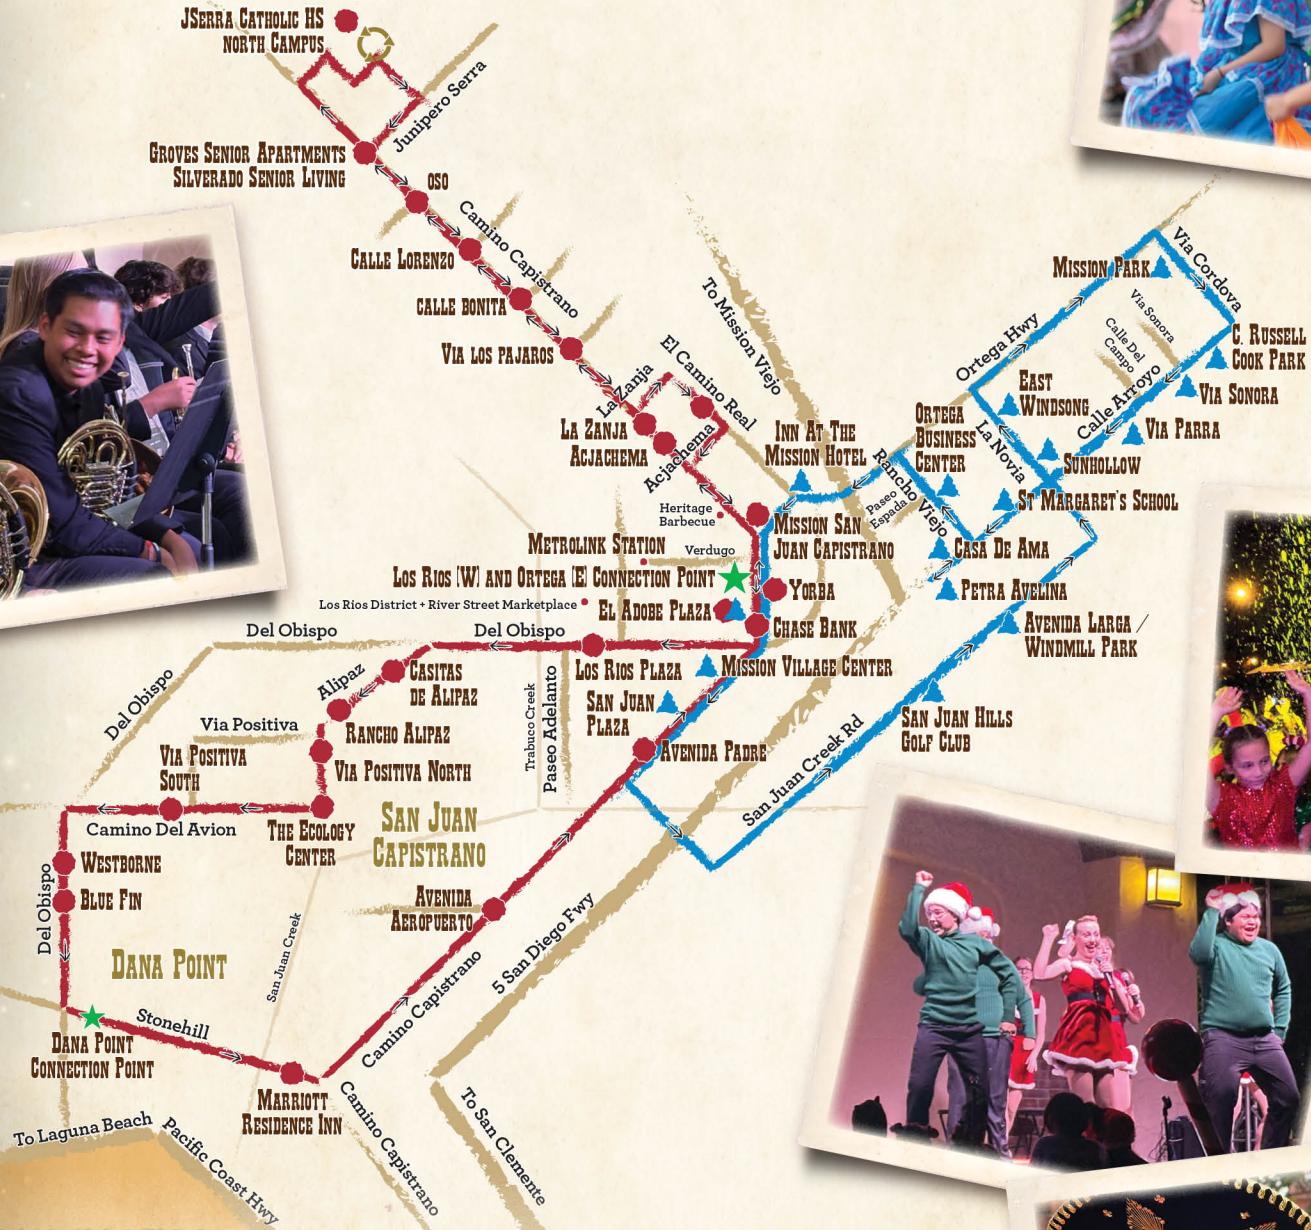 JSerra Catholic HS
North Campus
Junipero Serra
Groves Senior Apartments
Silverado Senior Living
Oso
Camino Capistrano
Calle Lorenzo
Calle Bonita
Via Los Pajaros
La Zanja
El Camino Real
To Mission Viejo
La Zanja
Acjachema
Acjachema
Heritage
Barbecue
Mission Park
Via Cordova
Via Sonora
Calle Del
Campo
C. Russell
Cook Park
Ortega Hwy
East
Windsong
Via Sonora
Calle Arroyo
Via Parra
Ortega
Business
Center
La Novia
Sunhollow
Inn At The
Mission Hotel
Rancho Viejo
Paseo
Espada
St Margaret's School
Mission San
Juan Capistrano
Metrolink Station
Verdugo
Casa De Ama
Los Rios (W) and Ortega (E) Connection Point
Yorba
Petra Avelina
Los Rios District + River Street Marketplace
El Adobe Plaza
Chase Bank
Avenida Larga /
Windmill Park
Del Obispo
Del Obispo
Los Rios Plaza
Mission Village Center
Del Obispo
Alipaz
Casitas
de Alipaz
Trabuco Creek
Paseo Adelanto
San Juan
Plaza
San Juan Hills
Golf Club
Via Positiva
Rancho Alipaz
Avenida Padre
Via Positiva
South
Via Positiva North
San Juan Creek Rd
Camino Del Avion
The Ecology
Center
San Juan
Capistrano
Westborne
Blue Fin
Del Obispo
Avenida
Aeropuerto
Dana Point
San Juan Creek
5 San Diego Fwy
Camino Capistrano
Stonehill
Dana Point
Connection Point
Marriott
Residence Inn
Camino Capistrano
To San Clemente
To Laguna Beach
Pacific Coast Hwy